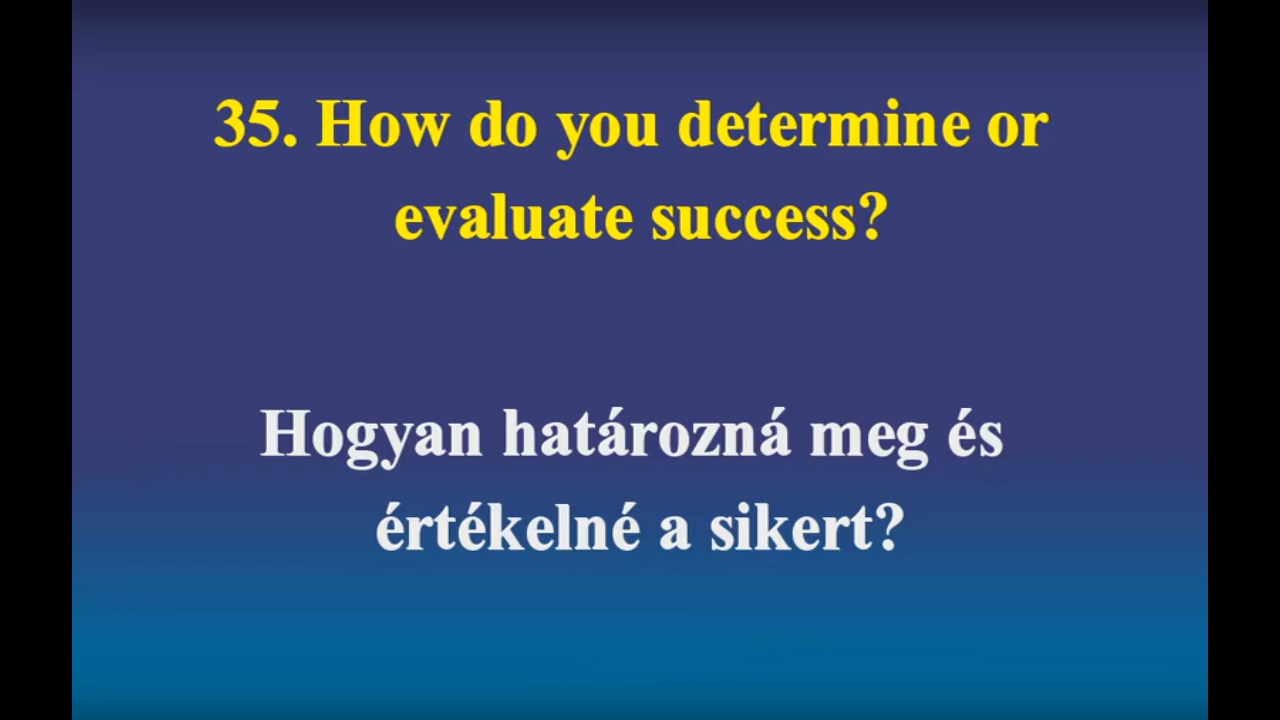 35. How do you determine or
evaluate success?
Hogyan határozná meg és
értékelné a sikert?